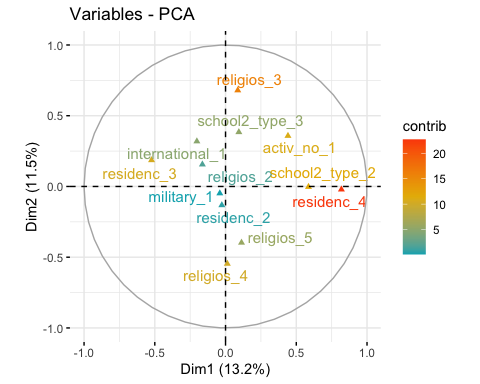 Variables - PCA
1.0
0.5
0.0
-0.5
-1.0
Dim2 (11.5%)
religios_3
school2_type_3
activ_no_1
international_1
residenc_3
religios_2
school2_type_2
military_1
residenc_4
residenc_2
religios_5
religios_4
-1.0 -0.5 0.0 0.5 1.0
Dim1 (13.2%)
contrib
20
15
10
5